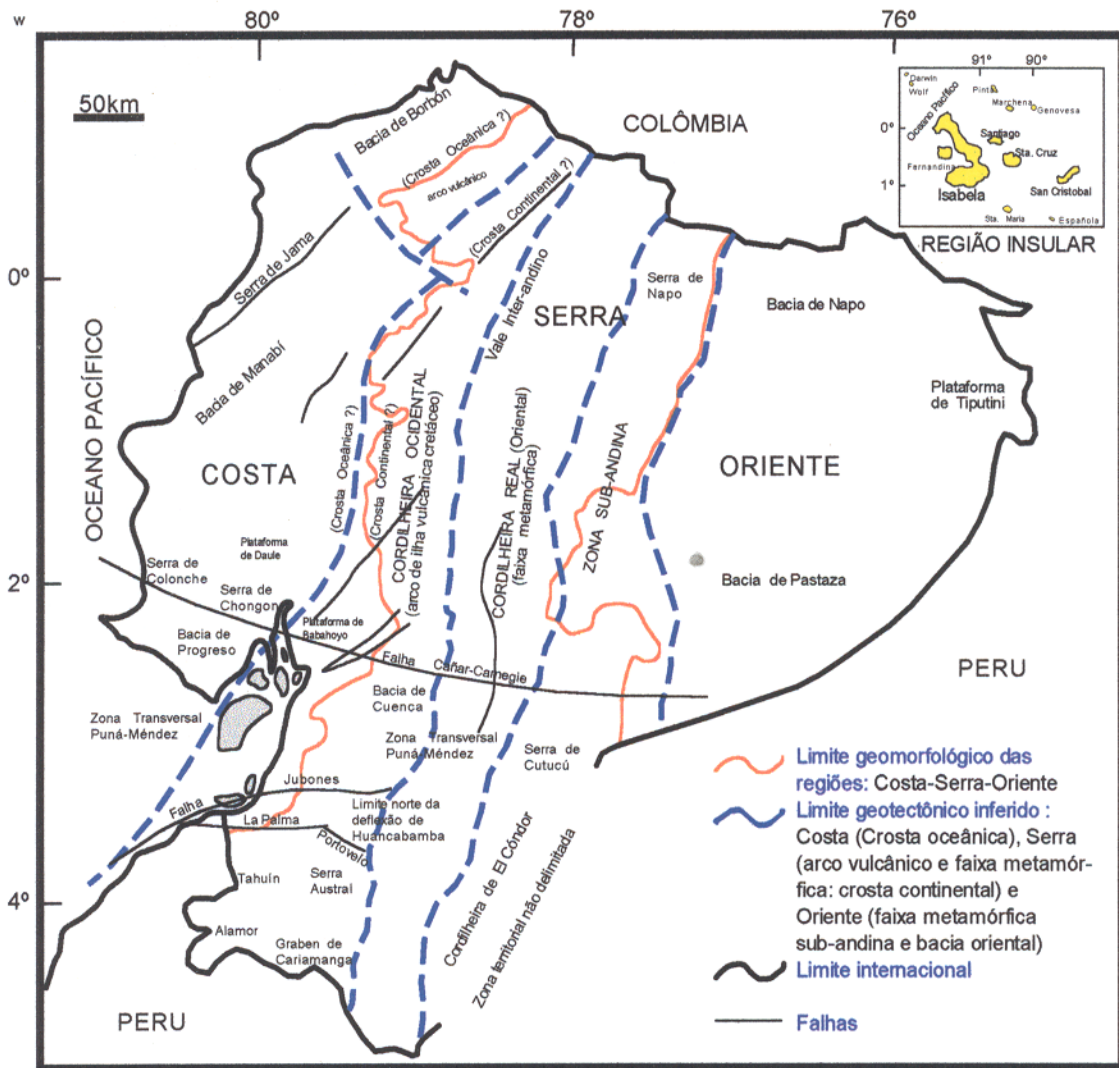 W
80º
78º
76º
50km
COLÔMBIA
91º
90º
Darwin
Wolf
Pinta
Marchena
Genovesa
Oceano Pacífico
0º
1º
Santiago
Sta. Cruz
Fernandina
Isabela
San Cristobal
Sta. Maria
Española
REGIÃO INSULAR
Bacia de Borbón
(Crosta Oceânica ?)
arco vulcânico
(Crosta Continental ?)
0º
2º
4º
Serra de Jama
Bacia de Manabí
OCEANO PACÍFICO
COSTA
Vale Inter-andino
SERRA
Serra de
Napo
Bacia de Napo
Plataforma
de Tiputini
ORIENTE
(Crosta Oceânica ?)
(Crosta Continental ?)
CORDILHEIRA OCIDENTAL
(arco de ilha vulcânica cretáceo)
CORDILHEIRA REAL (Oriental)
(faixa metamórfica)
ZONA SUB-ANDINA
Bacia de Pastaza
Plataforma
de Daule
Serra de
Colonche
Serra de
Chongon
Plataforma de
Babahoyo
Bacia de
Progreso
Falha Cañar-Carnegie
Bacia de
Cuenca
Zona Transversal
Puná-Méndez
Zona Transversal
Puná-Méndez
Serra de
Cutucú
PERU
Falha
Jubones
La Palma
Portovelo
Limite norte da
deflexão de
Huancabamba
Tahuín
Serra
Austral
Alamor
Graben de
Cariamanga
Cordilheira de El Cóndor
Zona territorial não delimitada
PERU
Limite geomorfológico das
regiões: Costa-Serra-Oriente
Limite geotectônico inferido :
Costa (Crosta oceânica), Serra
(arco vulcânico e faixa metamór-
fica: crosta continental) e
Oriente (faixa metamórfica
sub-andina e bacia oriental)
Limite internacional
Falhas